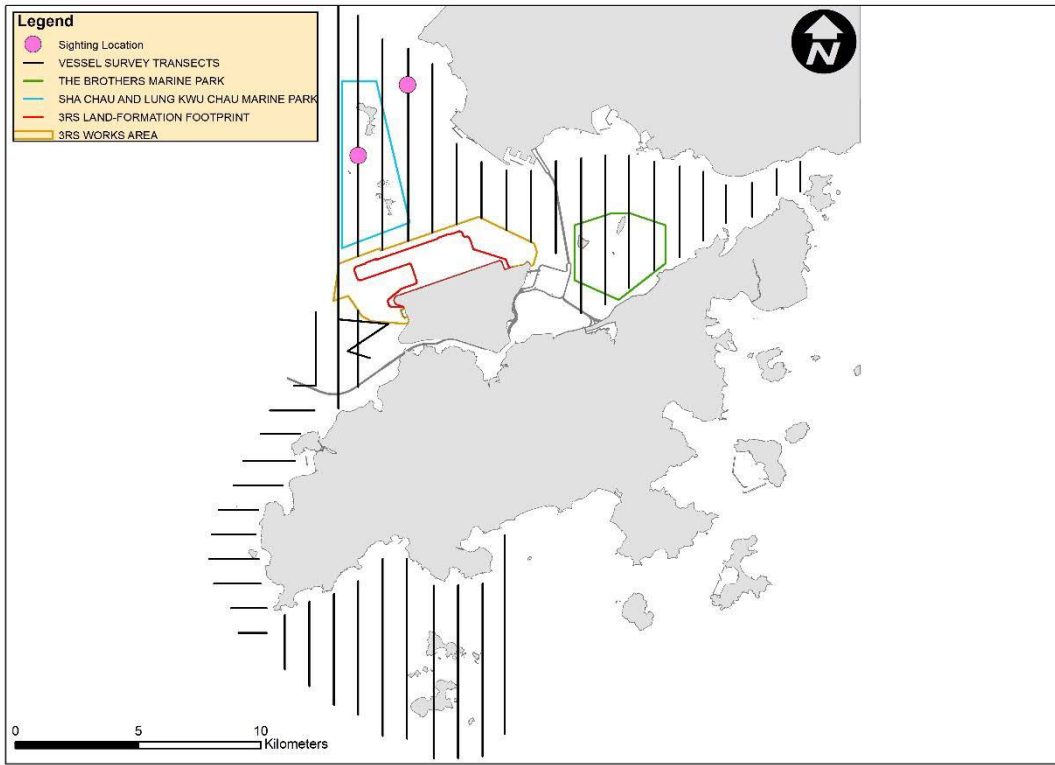 Legend
Sighting Location
VESSEL SURVEY TRANSECTS
THE BROTHERS MARINE PARK
SHA CHAU AND LUNG KWU CHAU MARINE PARK
3RS LAND-FORMATION FOOTPRINT
3RS WORKS AREA
N
0 5 10
Kilometers